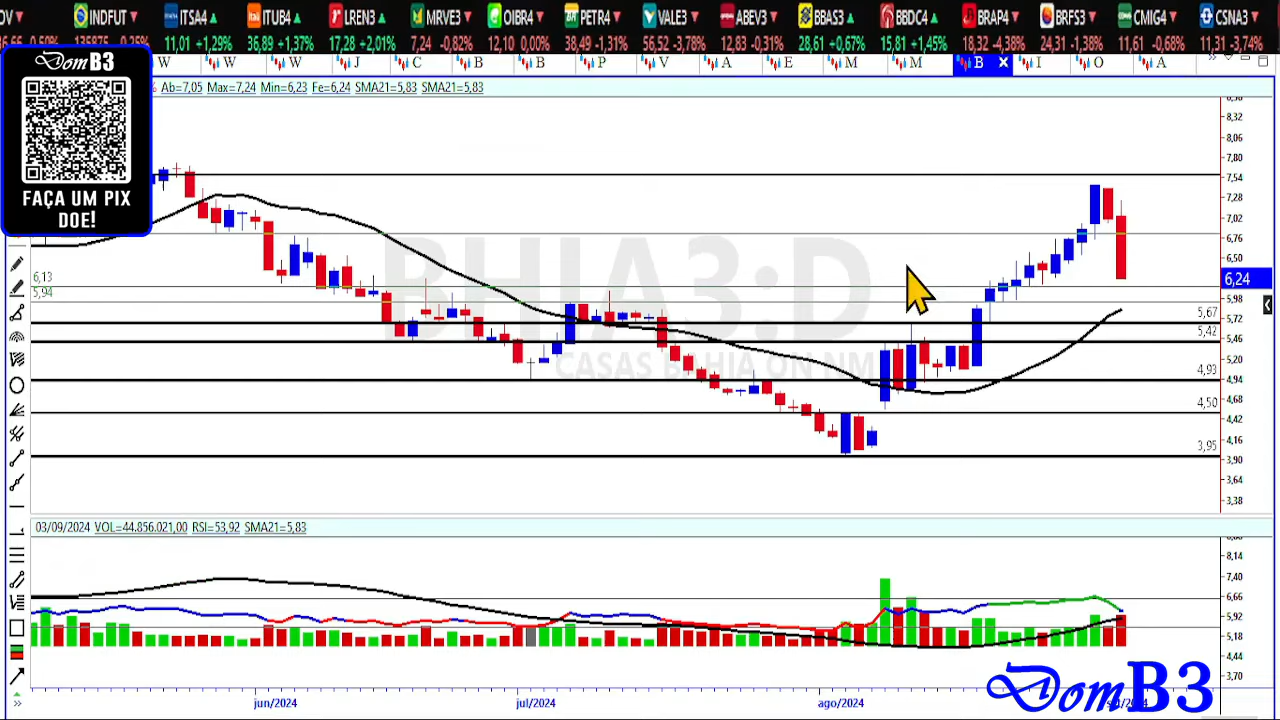 INDFUT▼ ITSA4▲ ITUB4▲ LREN3▲ MRVE3▼ OIBR4▼ PETR4▼ VALE3▼ ABEV3▼ BBAS3▲ BBDC4▲ BRAP4▼ BRFS3▼ CMIG4▼ CSNA3▼
135875 -0,25% 11,01 +1,29% 36,89 +1,37% 17,28 +2,01% 7,24 -0,82% 12,10 0,00% 38,49 -1,31% 56,52 -3,78% 12,83 -0,31% 28,61 +0,67% 15,81 +1,45% 18,32 -4,38% 24,31 -1,38% 11,61 -0,68% 11,31 -3,74%
W W W J C B B P V A E M M B X I O A
DomB3
FAÇA UM PIX
DOE!
Ab=7,05 Max=7,24 Min=6,23 Fe=6,24 SMA21=5,83 SMA21=5,83
8,32
8,06
7,80
7,54
7,28
7,02
6,76
6,50
6,24
5,98
5,72
5,46
5,20
4,94
4,68
4,42
4,16
3,90
3,64
3,38
6,13
5,94
5,67
5,42
4,93
4,50
3,95
BHIA3:D
CASAS BAHIA ON NM
03/09/2024 VOL=44.856.021,00 RSI=53,92 SMA21=5,83
8,14
7,40
6,66
5,92
5,18
4,44
3,70
jun/2024 jul/2024 ago/2024
DomB3